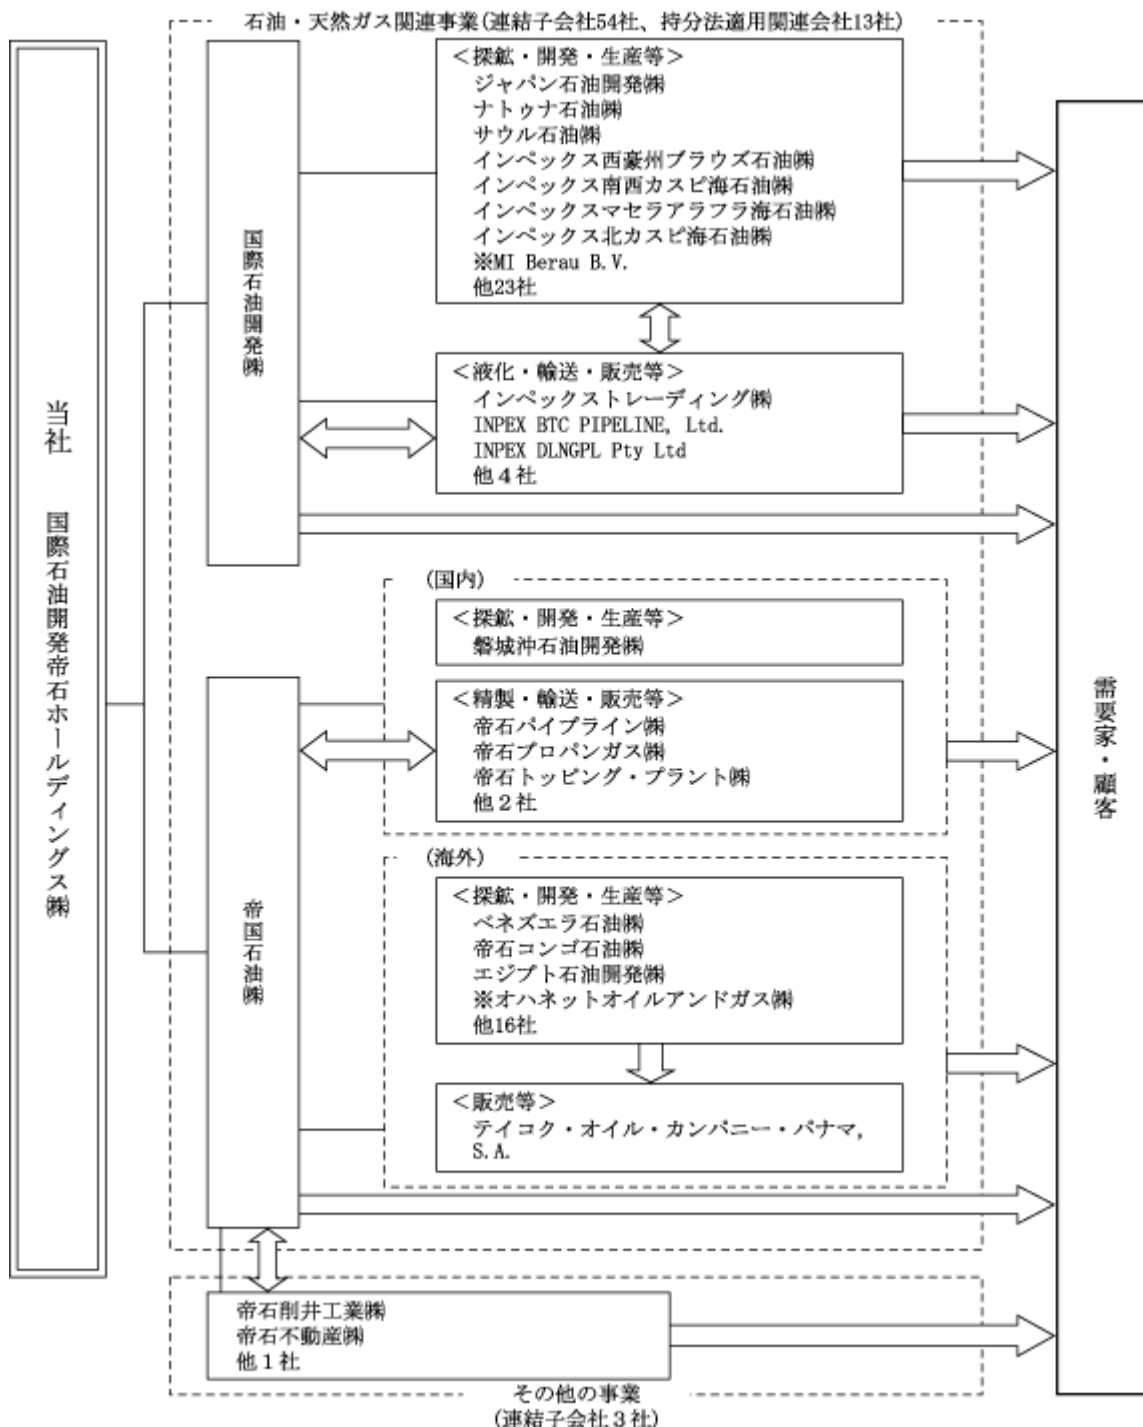 石油・天然ガス関連事業(連結子会社54社、持分法適用関連会社13社)
当社 国際石油開発帝石ホールディングス㈱
国際石油開発㈱
＜探鉱・開発・生産等＞
ジャパン石油開発㈱
ナトゥナ石油㈱
サウル石油㈱
インペックス西豪州ブラウズ石油㈱
インペックス南西カスピ海石油㈱
インペックスマセラアラフラ海石油㈱
インペックス北カスピ海石油㈱
※MI Berau B.V.
他23社
＜液化・輸送・販売等＞
インペックストレーディング㈱
INPEX BTC PIPELINE, Ltd.
INPEX DLNGPL Pty Ltd
他４社
帝国石油㈱
(国内)
＜探鉱・開発・生産等＞
磐城沖石油開発㈱
＜精製・輸送・販売等＞
帝石パイプライン㈱
帝石プロパンガス㈱
帝石トッピング・プラント㈱
他２社
(海外)
＜探鉱・開発・生産等＞
ベネズエラ石油㈱
帝石コンゴ石油㈱
エジプト石油開発㈱
※オハネットオイルアンドガス㈱
他16社
＜販売等＞
テイコク・オイル・カンパニー・パナマ,
S.A.
需要家・顧客
帝石削井工業㈱
帝石不動産㈱
他１社
その他の事業
(連結子会社３社)